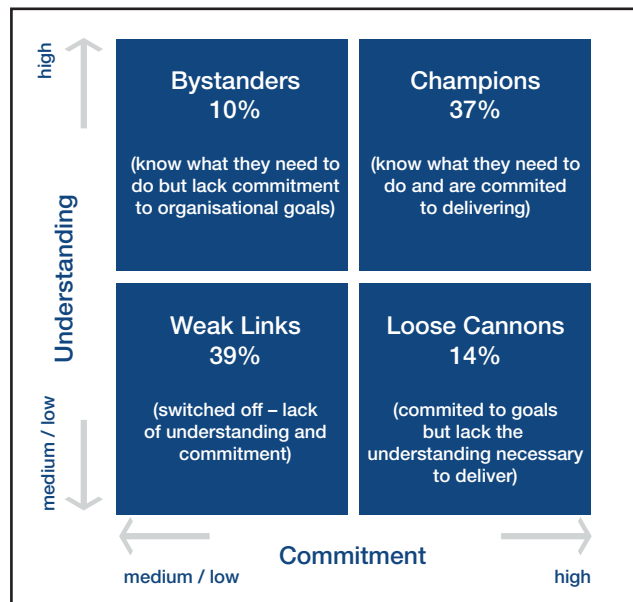 high
Understanding
medium / low
Bystanders
10%
(know what they need to
do but lack commitment
to organisational goals)
Champions
37%
(know what they need to
do and are commited
to delivering)
Weak Links
39%
(switched off – lack
of understanding and
commitment)
Loose Cannons
14%
(commited to goals
but lack the
understanding necessary
to deliver)
Commitment
medium / low
high